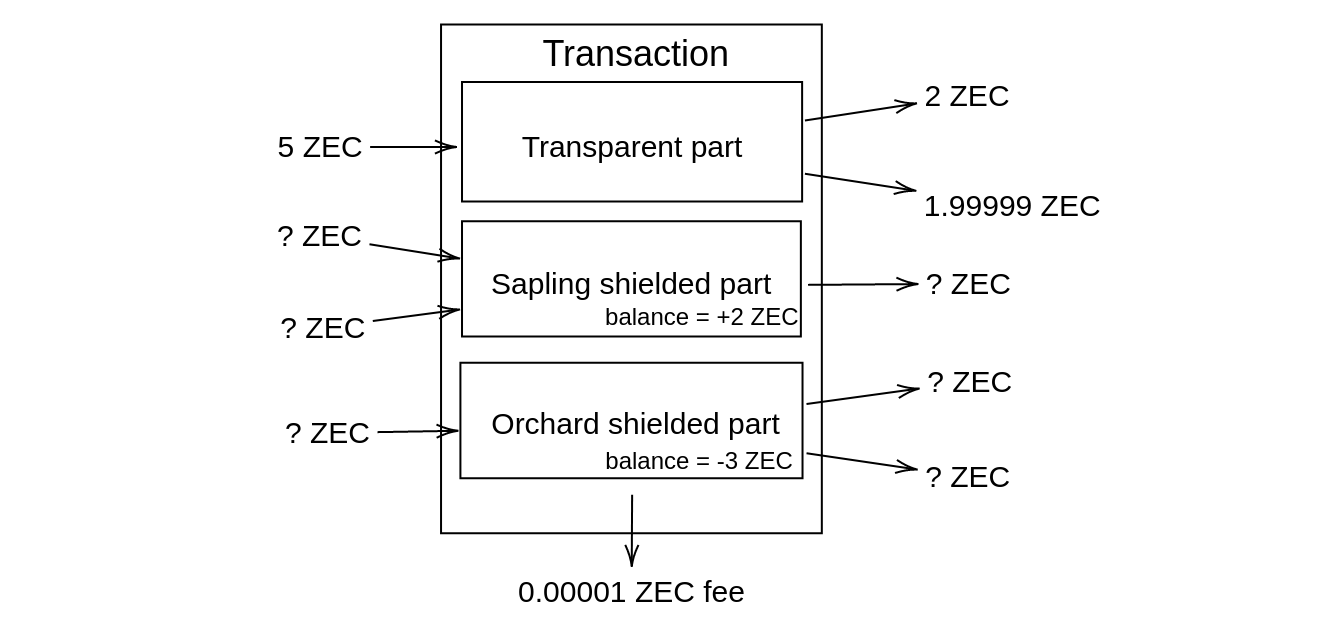 Transaction
5 ZEC
Transparent part
2 ZEC
1.99999 ZEC
? ZEC
? ZEC
Sapling shielded part
balance = +2 ZEC
? ZEC
? ZEC
Orchard shielded part
balance = -3 ZEC
? ZEC
? ZEC
0.00001 ZEC fee